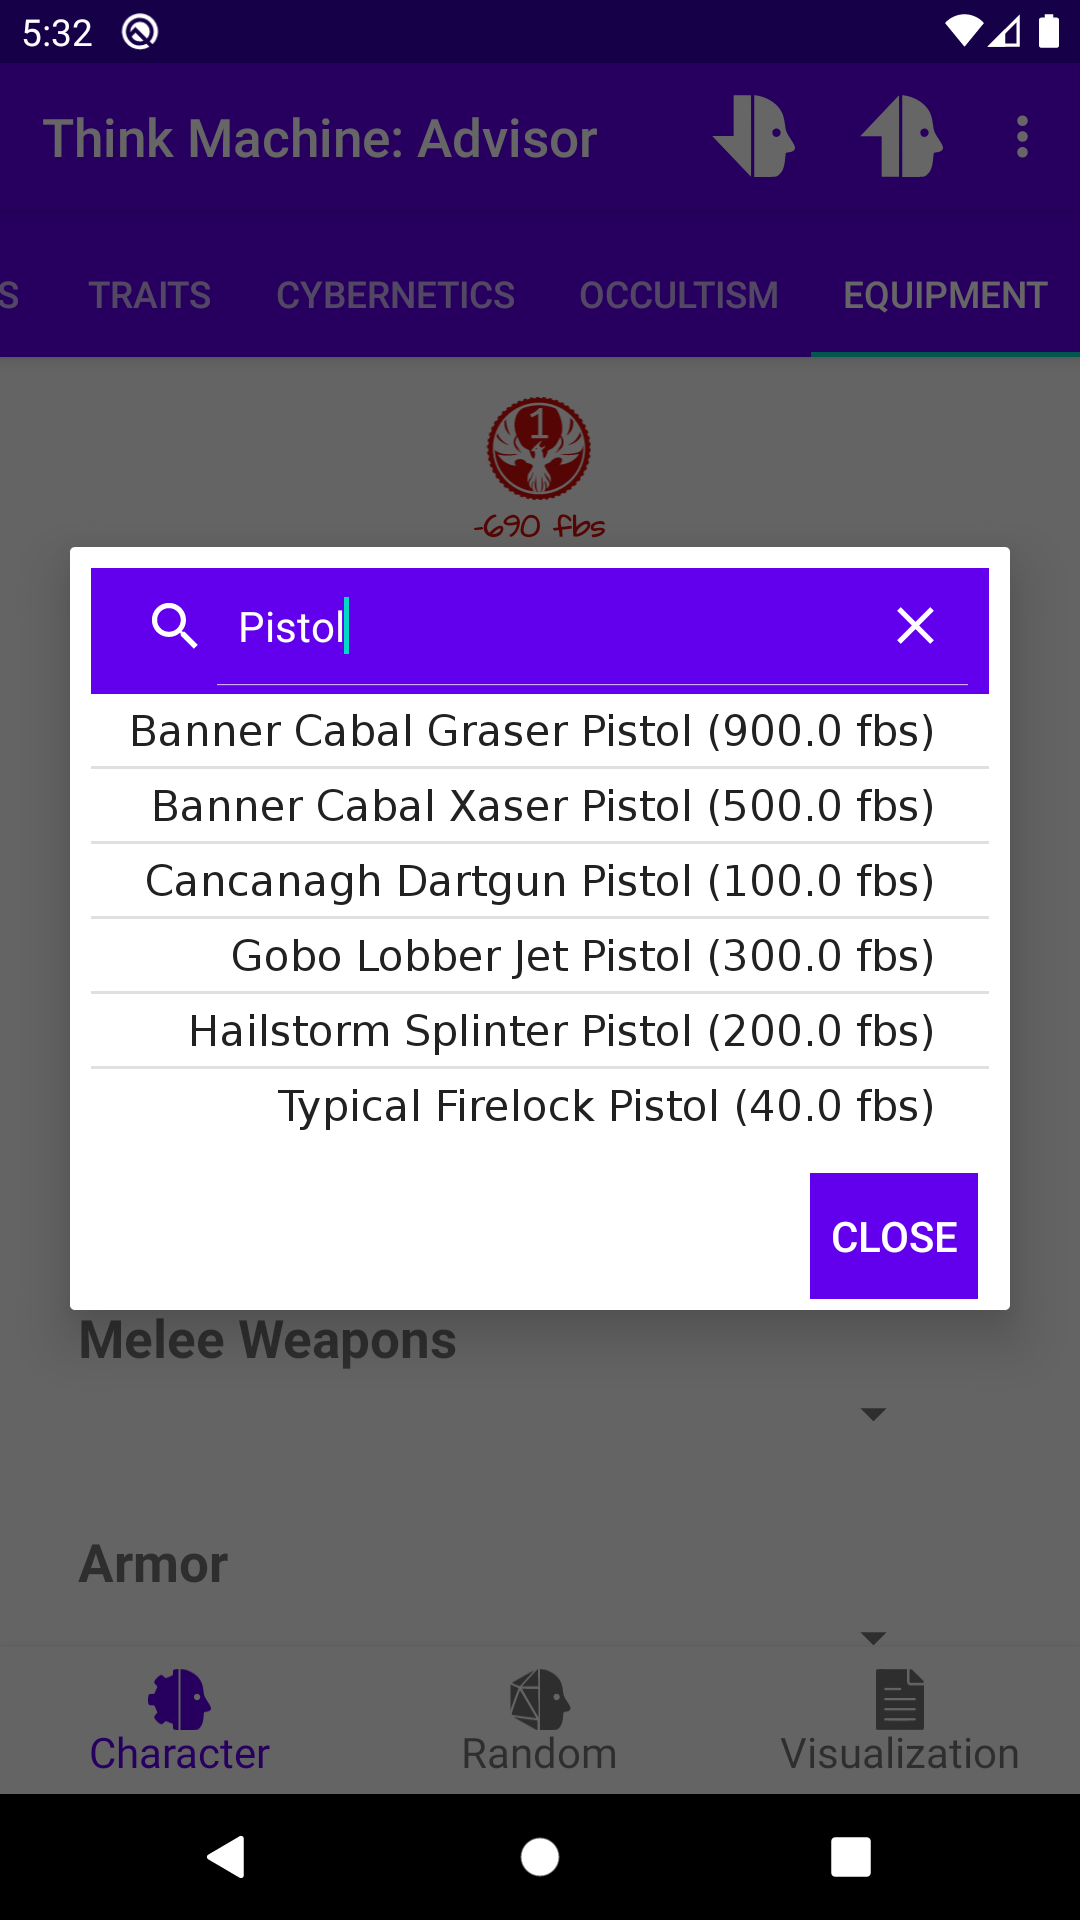 5:32
Think Machine: Advisor
S TRAITS CYBERNETICS OCCULTISM EQUIPMENT
1
-690 fbs
Pistol
Banner Cabal Graser Pistol (900.0 fbs)
Banner Cabal Xaser Pistol (500.0 fbs)
Cancanagh Dartgun Pistol (100.0 fbs)
Gobo Lobber Jet Pistol (300.0 fbs)
Hailstorm Splinter Pistol (200.0 fbs)
Typical Firelock Pistol (40.0 fbs)
CLOSE
Melee Weapons
Armor
Character Random Visualization